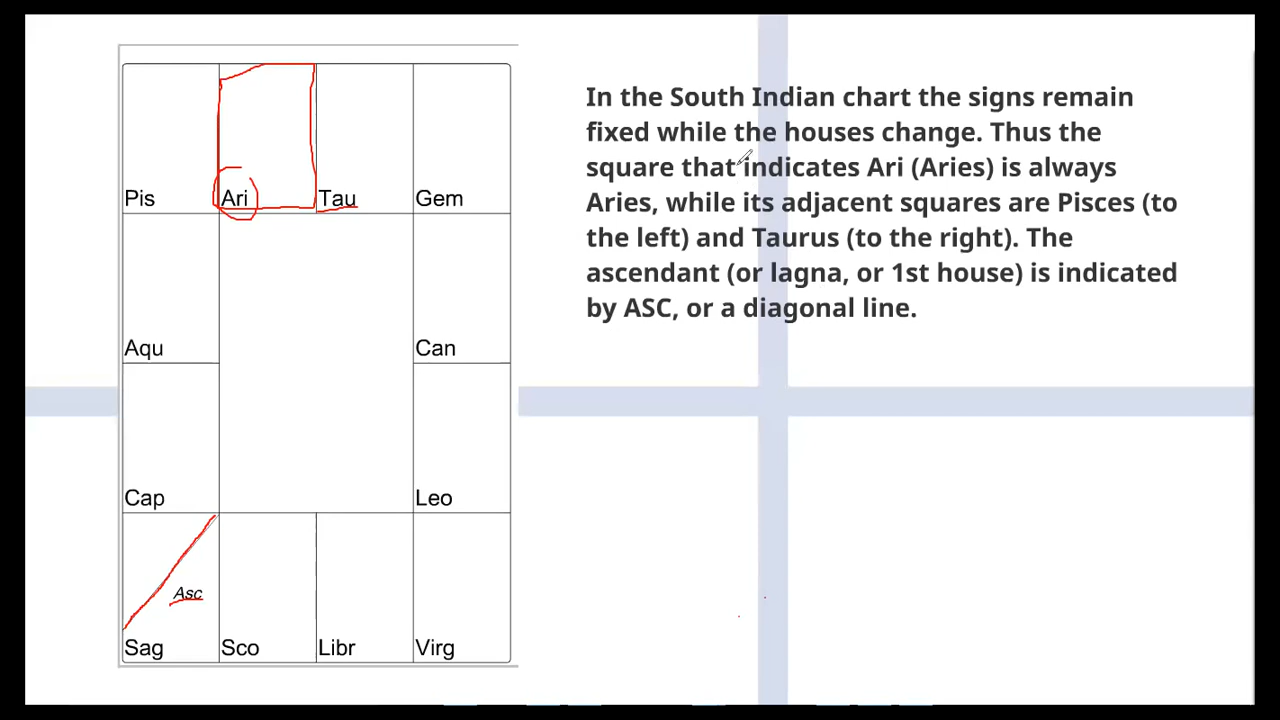 Pis
Ari
Tau
Gem
Aqu
Can
Cap
Leo
Asc
Sag
Sco
Libr
Virg
In the South Indian chart the signs remain
fixed while the houses change. Thus the
square that indicates Ari (Aries) is always
Aries, while its adjacent squares are Pisces (to
the left) and Taurus (to the right). The
ascendant (or lagna, or 1st house) is indicated
by ASC, or a diagonal line.